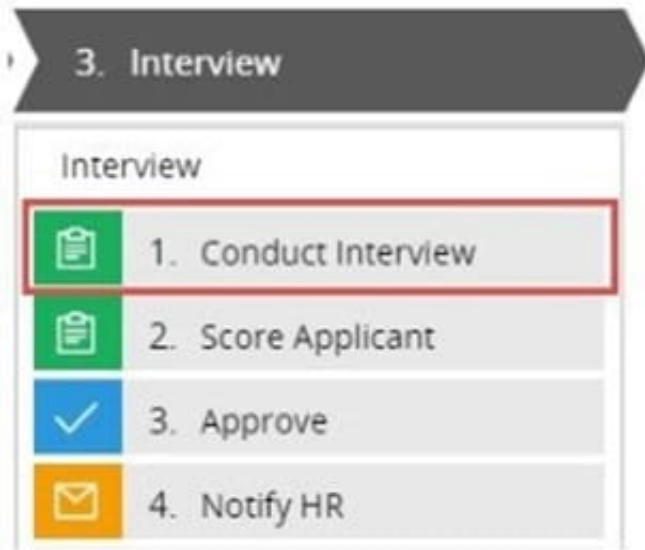 3. Interview
Interview
1. Conduct Interview
2. Score Applicant
3. Approve
4. Notify HR